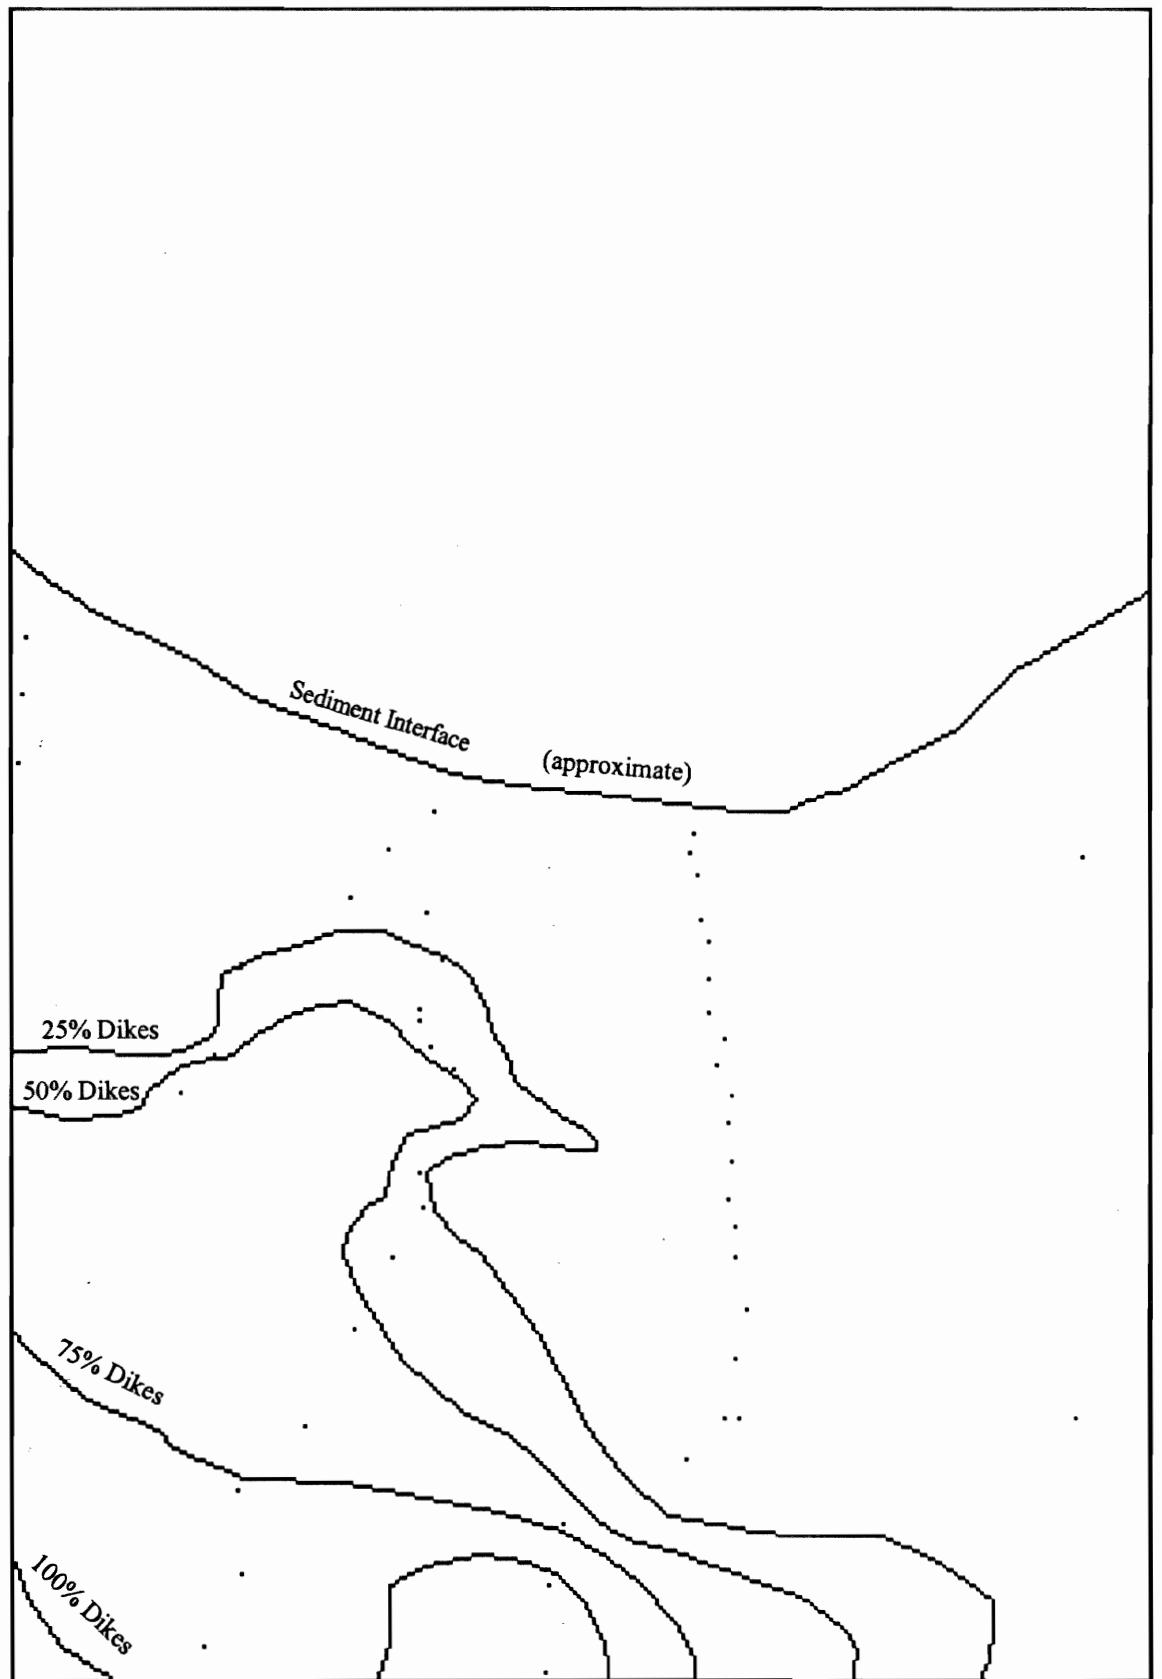 Sediment Interface
(approximate)
25% Dikes
50% Dikes
75% Dikes
100% Dikes